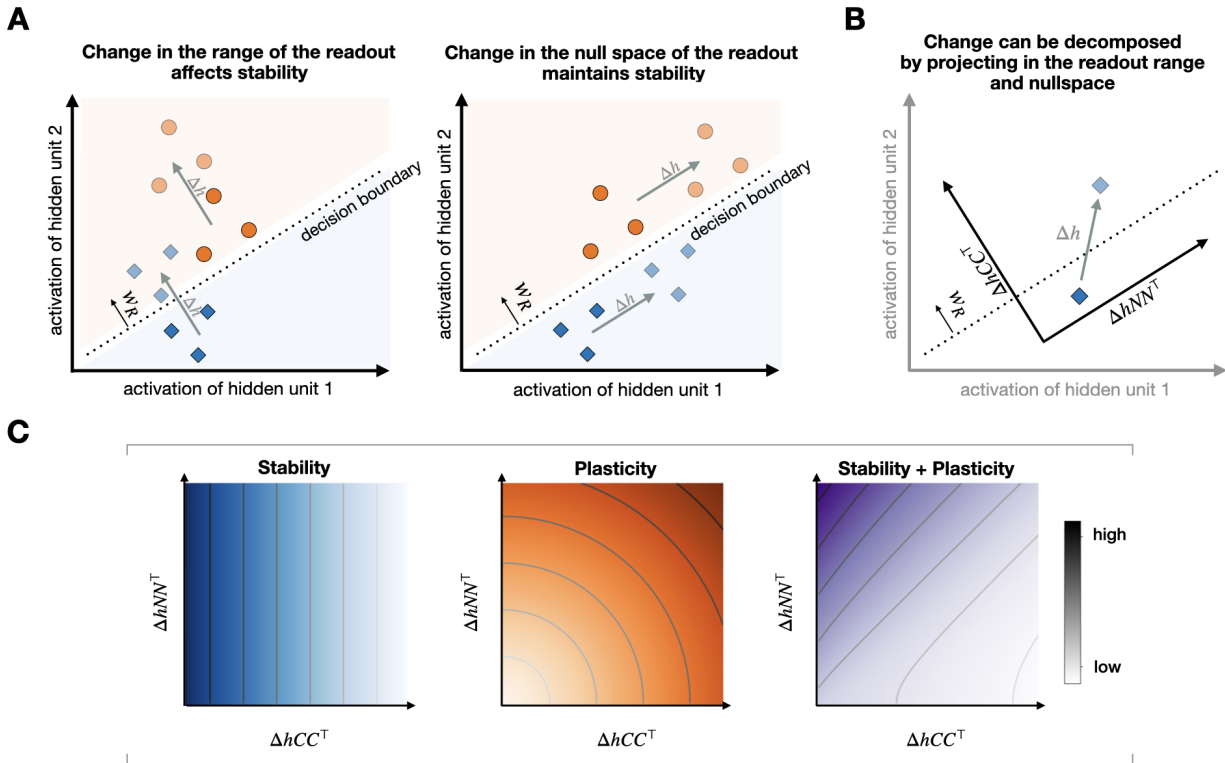 A
Change in the range of the readout
affects stability
activation of hidden unit 2
Δh
Δh
w_R
decision boundary
activation of hidden unit 1
Change in the null space of the readout
maintains stability
activation of hidden unit 2
Δh
Δh
w_R
decision boundary
activation of hidden unit 1
B
Change can be decomposed
by projecting in the readout range
and nullspace
activation of hidden unit 2
ΔhCC^⊤
Δh
w_R
ΔhNN^⊤
activation of hidden unit 1
C
Stability
ΔhNN^⊤
ΔhCC^⊤
Plasticity
ΔhNN^⊤
ΔhCC^⊤
Stability + Plasticity
ΔhNN^⊤
ΔhCC^⊤
high
low